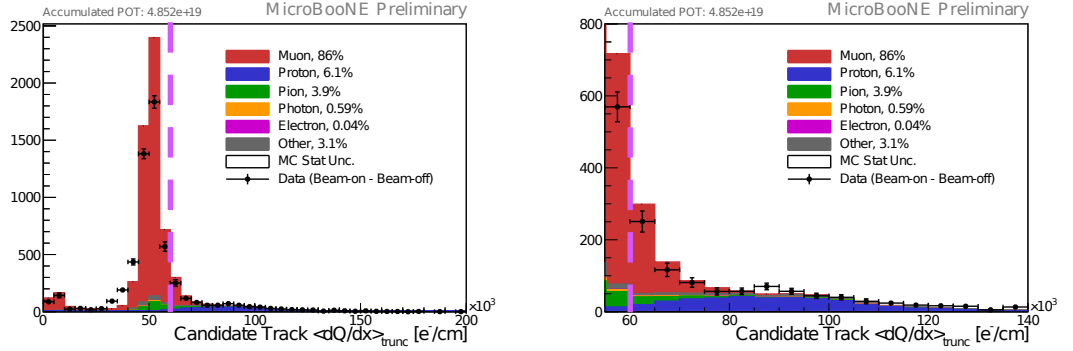 Accumulated POT: 4.852e+19 MicroBooNE Preliminary
2500
2000
1500
1000
500
0
Muon, 86%
Proton, 6.1%
Pion, 3.9%
Photon, 0.59%
Electron, 0.04%
Other, 3.1%
MC Stat Unc.
Data (Beam-on - Beam-off)
0 50 100 150 200
×10³
Candidate Track <dQ/dx>trunc [e⁻/cm]
Accumulated POT: 4.852e+19 MicroBooNE Preliminary
800
600
400
200
0
Muon, 86%
Proton, 6.1%
Pion, 3.9%
Photon, 0.59%
Electron, 0.04%
Other, 3.1%
MC Stat Unc.
Data (Beam-on - Beam-off)
60 80 100 120 140
×10³
Candidate Track <dQ/dx>trunc [e⁻/cm]